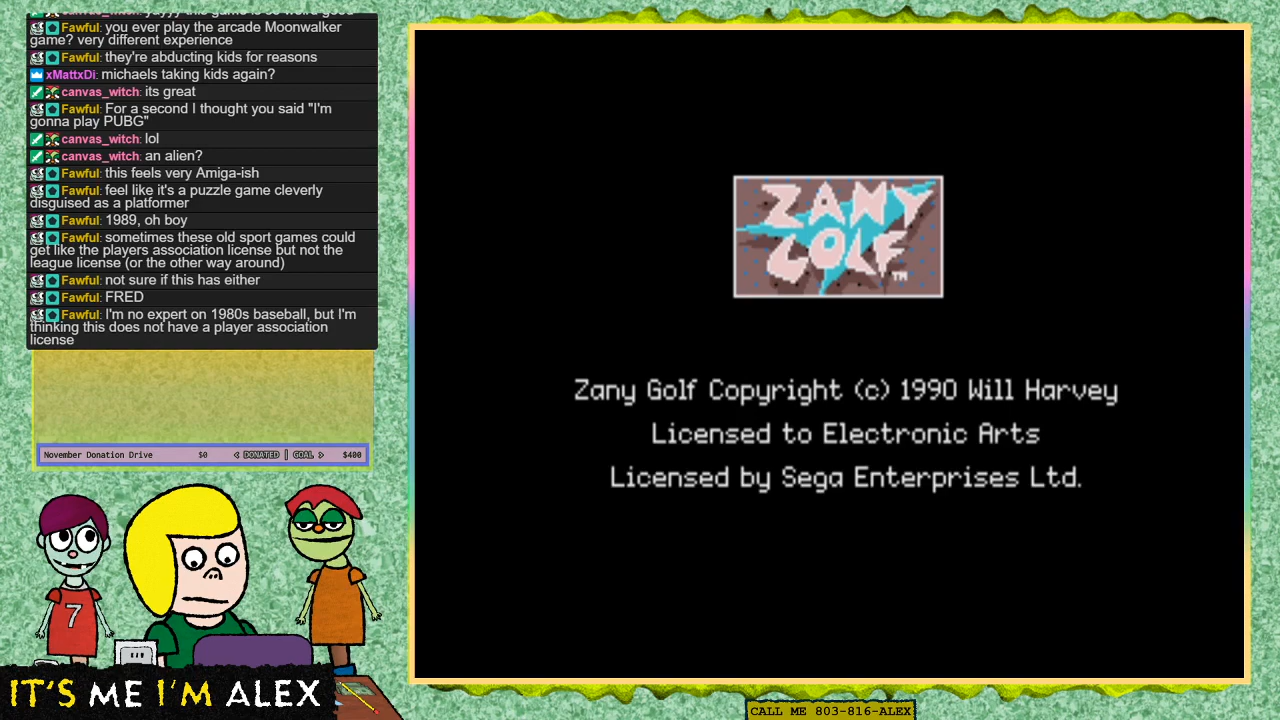 Fawful: you ever play the arcade Moonwalker
game? very different experience
Fawful: they're abducting kids for reasons
xMattxDi: michaels taking kids again?
canvas_witch: its great
Fawful: For a second I thought you said "I'm
gonna play PUBG"
canvas_witch: lol
canvas_witch: an alien?
Fawful: this feels very Amiga-ish
Fawful: feel like it's a puzzle game cleverly
disguised as a platformer
Fawful: 1989, oh boy
Fawful: sometimes these old sport games could
get like the players association license but not the
league license (or the other way around)
Fawful: not sure if this has either
Fawful: FRED
Fawful: I'm no expert on 1980s baseball, but I'm
thinking this does not have a player association
license
November Donation Drive $0 < DONATED | GOAL > $400
7
IT'S ME I'M ALEX
ZANY
GOLF™
Zany Golf Copyright (c) 1990 Will Harvey
Licensed to Electronic Arts
Licensed by Sega Enterprises Ltd.
CALL ME 803-816-ALEX